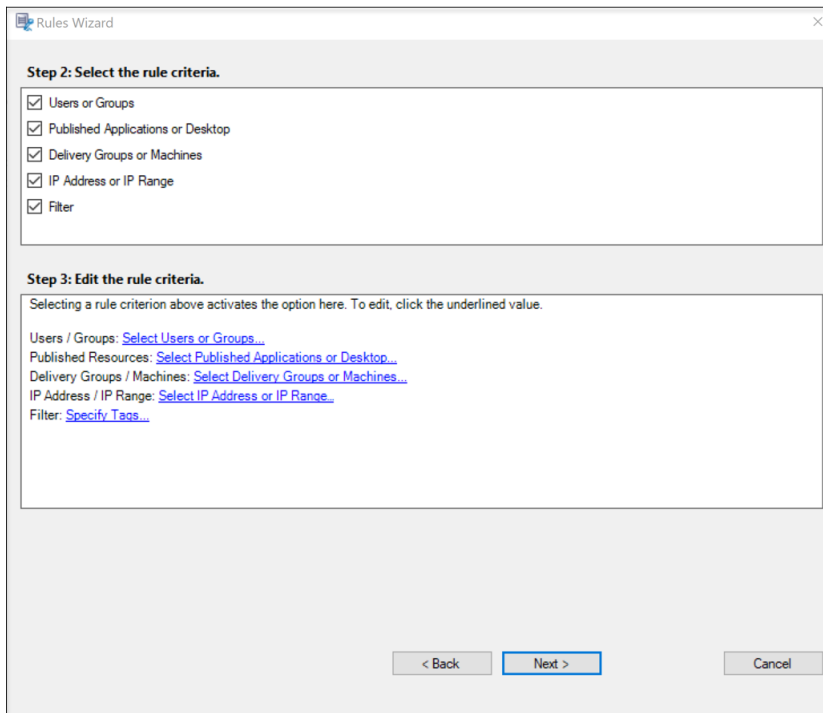 Rules Wizard
Step 2: Select the rule criteria.
Users or Groups
Published Applications or Desktop
Delivery Groups or Machines
IP Address or IP Range
Filter
Step 3: Edit the rule criteria.
Selecting a rule criterion above activates the option here. To edit, click the underlined value.
Users / Groups: Select Users or Groups...
Published Resources: Select Published Applications or Desktop...
Delivery Groups / Machines: Select Delivery Groups or Machines...
IP Address / IP Range: Select IP Address or IP Range..
Filter: Specify Tags...
< Back Next > Cancel